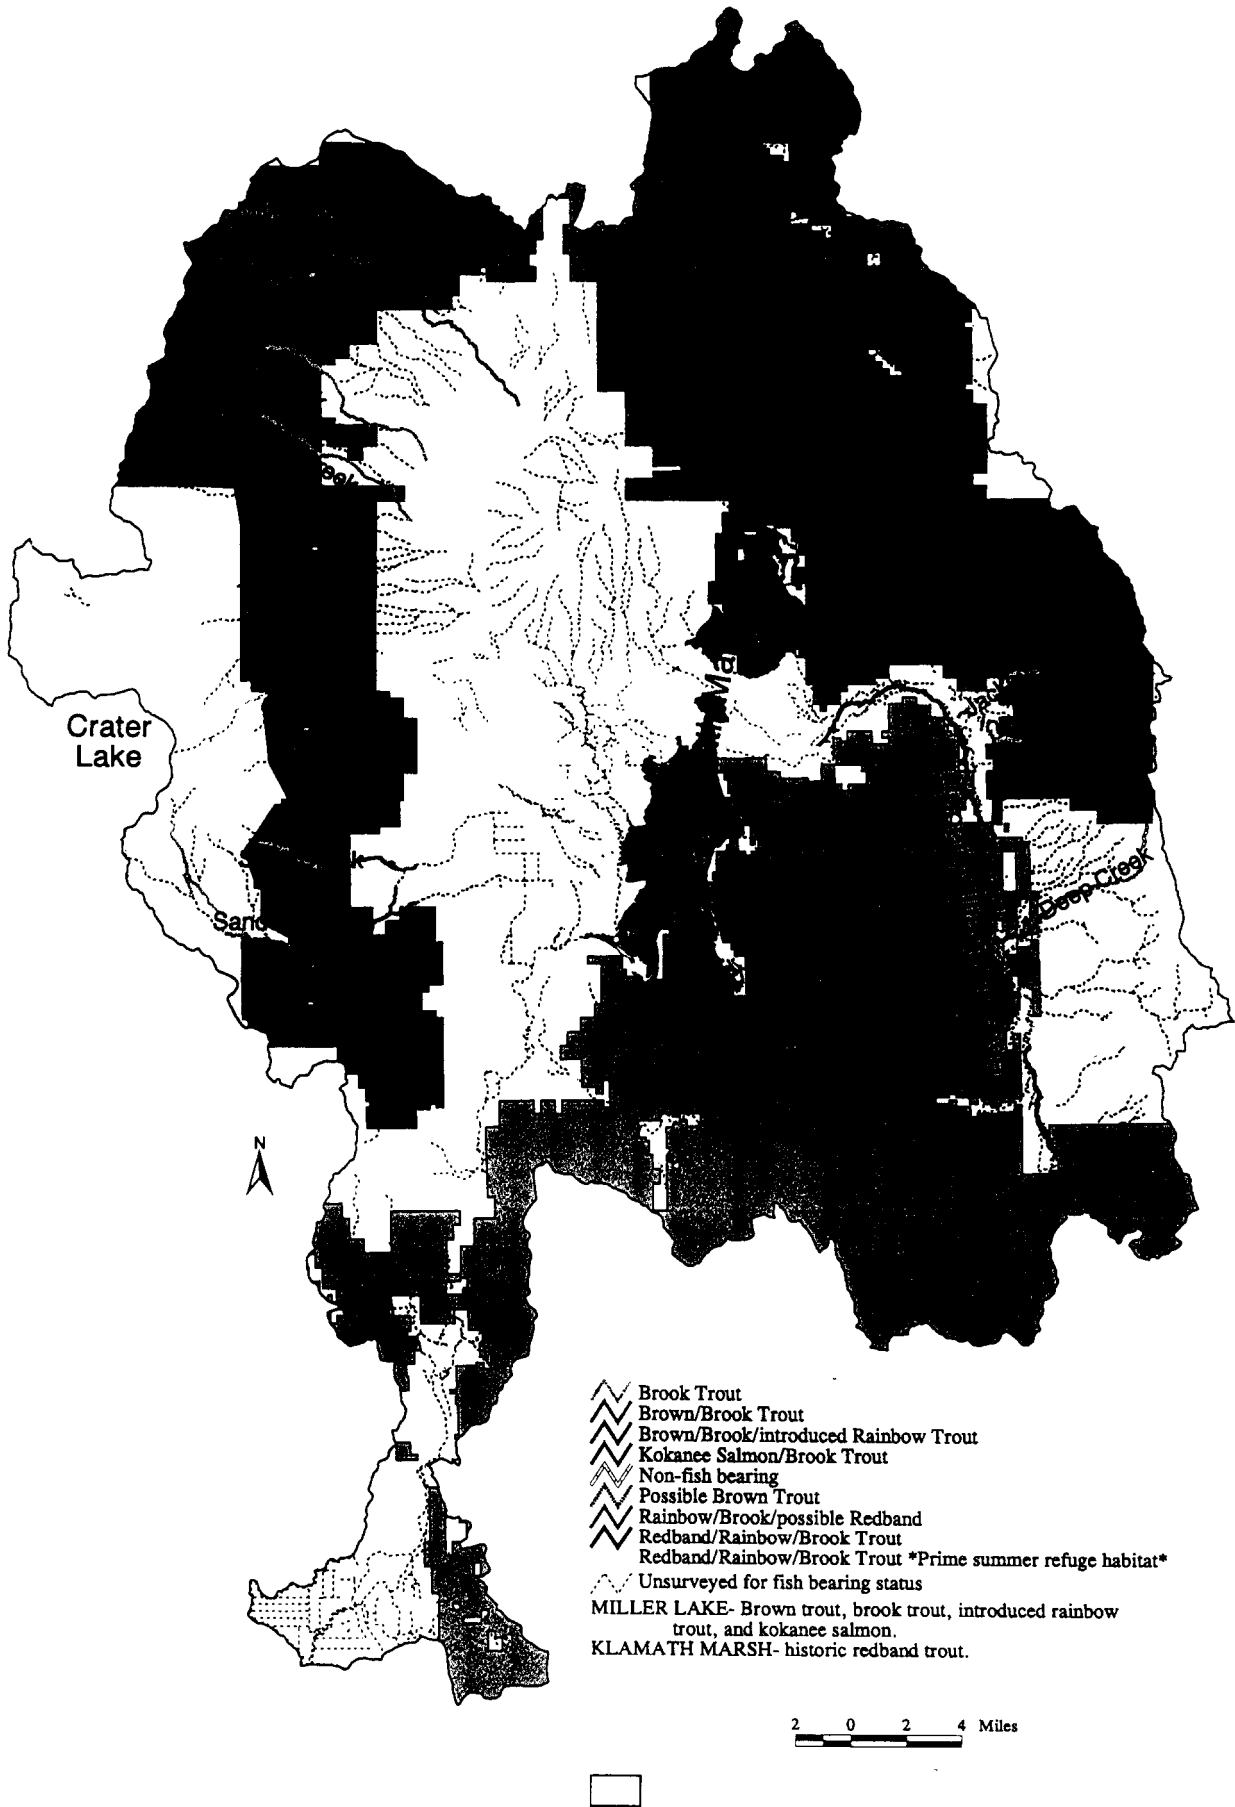 Crater
Lake
Ma
Deep Creek
Sand
N
Brook Trout
Brown/Brook Trout
Brown/Brook/introduced Rainbow Trout
Kokanee Salmon/Brook Trout
Non-fish bearing
Possible Brown Trout
Rainbow/Brook/possible Redband
Redband/Rainbow/Brook Trout
Redband/Rainbow/Brook Trout *Prime summer refuge habitat*
Unsurveyed for fish bearing status
MILLER LAKE- Brown trout, brook trout, introduced rainbow
trout, and kokanee salmon.
KLAMATH MARSH- historic redband trout.
2 0 2 4 Miles